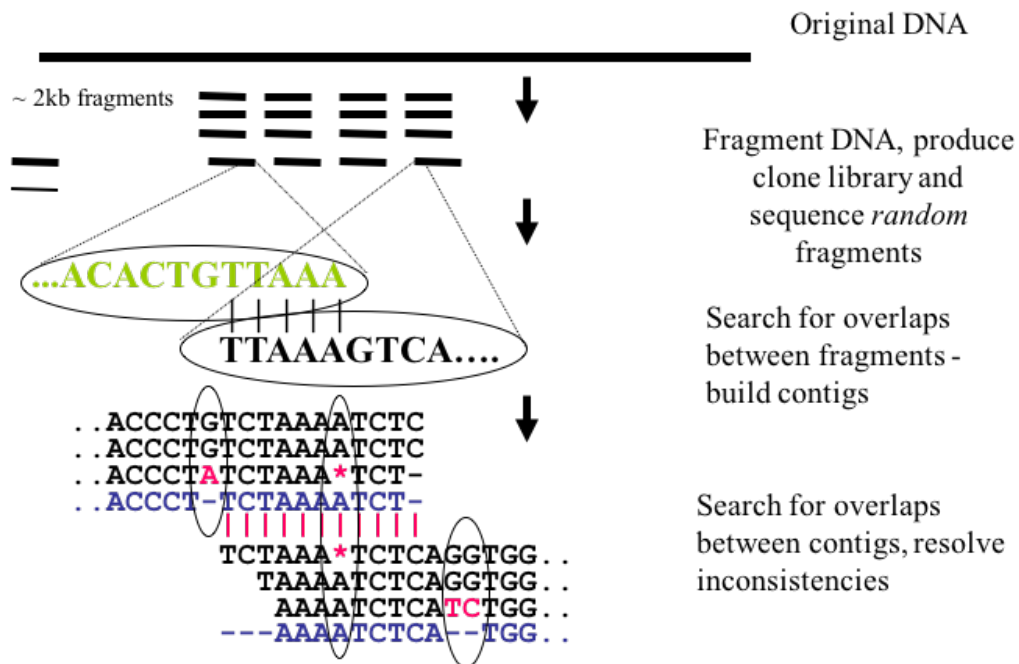 Original DNA
~ 2kb fragments
Fragment DNA, produce
clone library and
sequence random
fragments
...ACACTGTTAAA
TTAAAGTCA....
Search for overlaps
between fragments -
build contigs
..ACCCTGTCTAAAATCTC
..ACCCTGTCTAAAATCTC
..ACCCTATCTAAA*TCT-
..ACCCT-TCTAAAATCT-
TCTAAA*TCTCAGGTGG..
TAAAATCTCAGGTGG..
AAAATCTCATCTGG..
---AAAATCTCA--TGG..
Search for overlaps
between contigs, resolve
inconsistencies